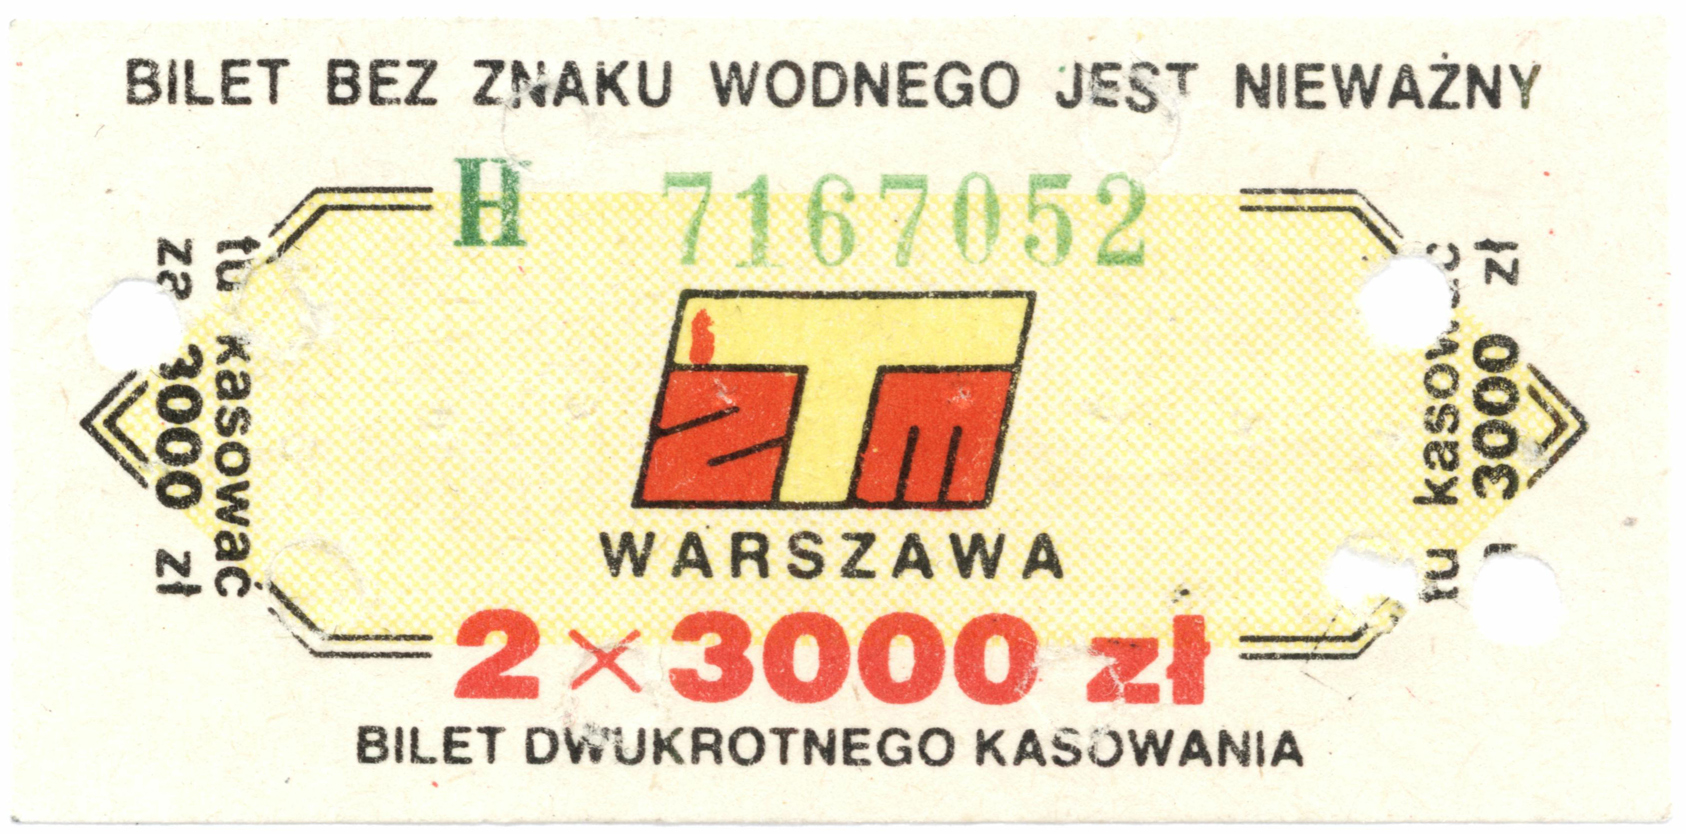 BILET BEZ ZNAKU WODNEGO JEST NIEWAŻNY
H 7167052
tu kasować
za 3000 zł
ZTM
WARSZAWA
2 × 3000 zł
BILET DWUKROTNEGO KASOWANIA
tu kasować
3000 zł